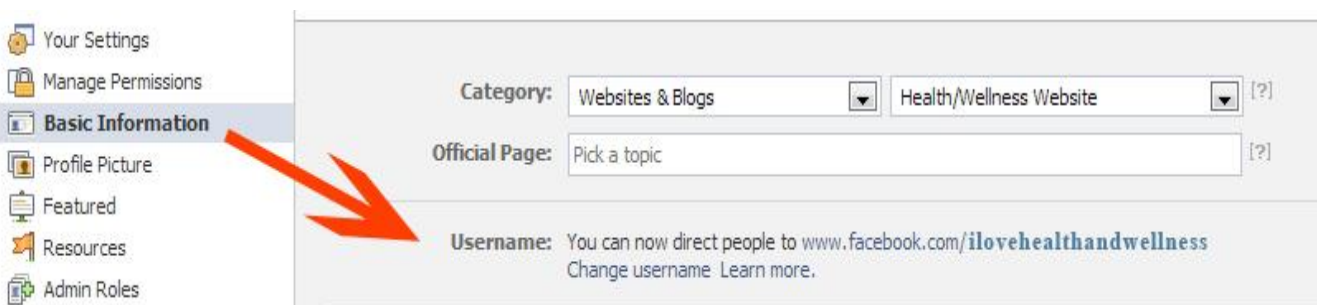 Your Settings
Manage Permissions
Basic Information
Profile Picture
Featured
Resources
Admin Roles
Category: Websites & Blogs Health/Wellness Website [?]
Official Page: Pick a topic [?]
Username: You can now direct people to www.facebook.com/ilovehealthandwellness
Change username Learn more.